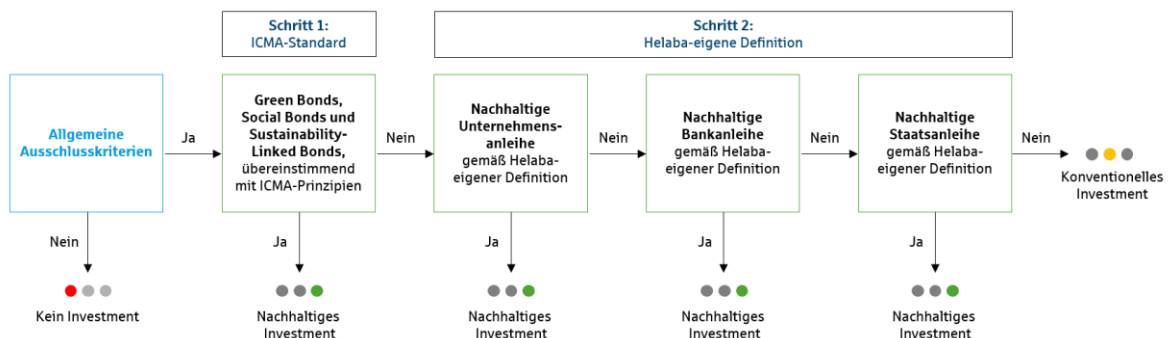 Schritt 1:
ICMA-Standard
Schritt 2:
Helaba-eigene Definition
Allgemeine
Ausschlusskriterien
Ja
Green Bonds,
Social Bonds und
Sustainability-
Linked Bonds,
übereinstimmend
mit ICMA-Prinzipien
Nein
Nachhaltige
Unternehmens-
anleihe
gemäß Helaba-
eigener Definition
Nein
Nachhaltige
Bankanleihe
gemäß Helaba-
eigener Definition
Nein
Nachhaltige
Staatsanleihe
gemäß Helaba-
eigener Definition
Nein
Konventionelles
Investment
Nein
Ja
Ja
Ja
Ja
Kein Investment
Nachhaltiges
Investment
Nachhaltiges
Investment
Nachhaltiges
Investment
Nachhaltiges
Investment